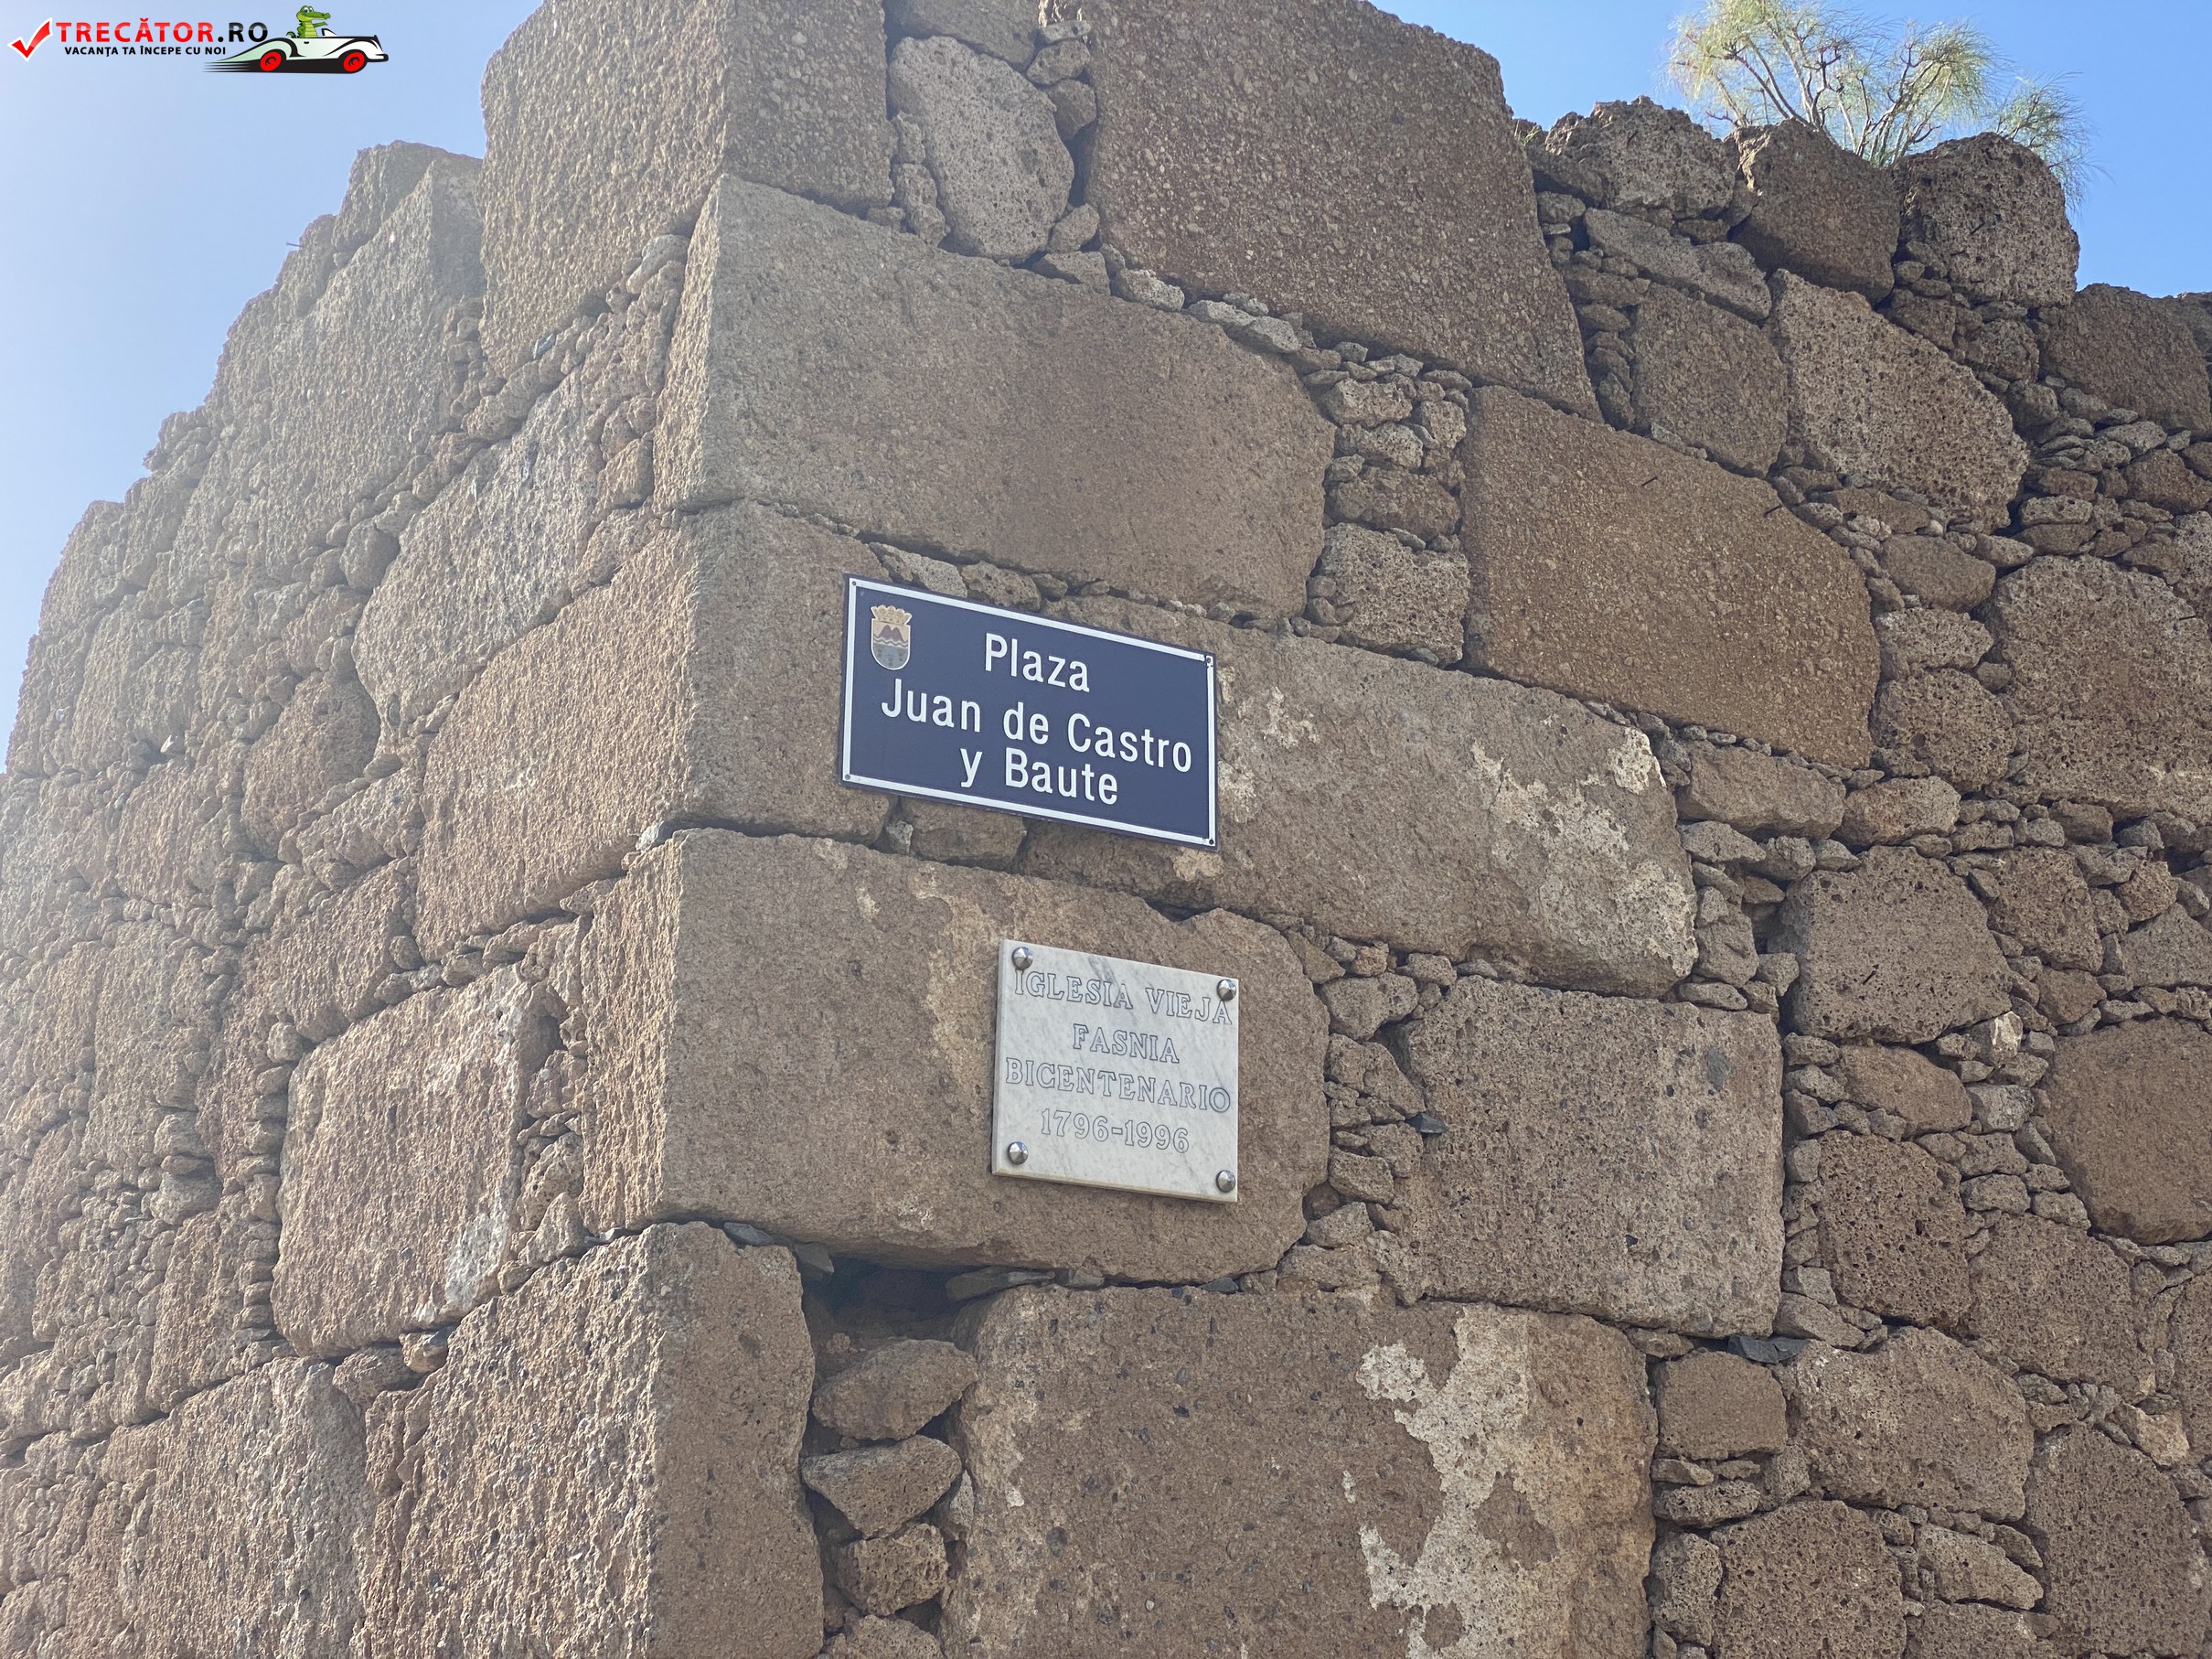 TRECĂTOR.RO
VACANȚA TA ÎNCEPE CU NOI
Plaza
Juan de Castro
y Baute
IGLESIA VIEJA
FASNIA
BICENTENARIO
1796-1996